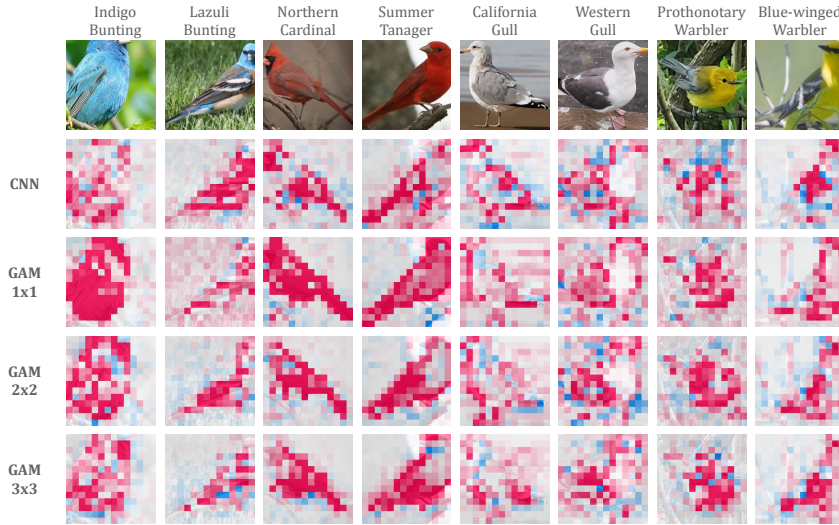 Indigo Bunting
Lazuli Bunting
Northern Cardinal
Summer Tanager
California Gull
Western Gull
Prothonotary Warbler
Blue-winged Warbler
CNN
GAM 1x1
GAM 2x2
GAM 3x3